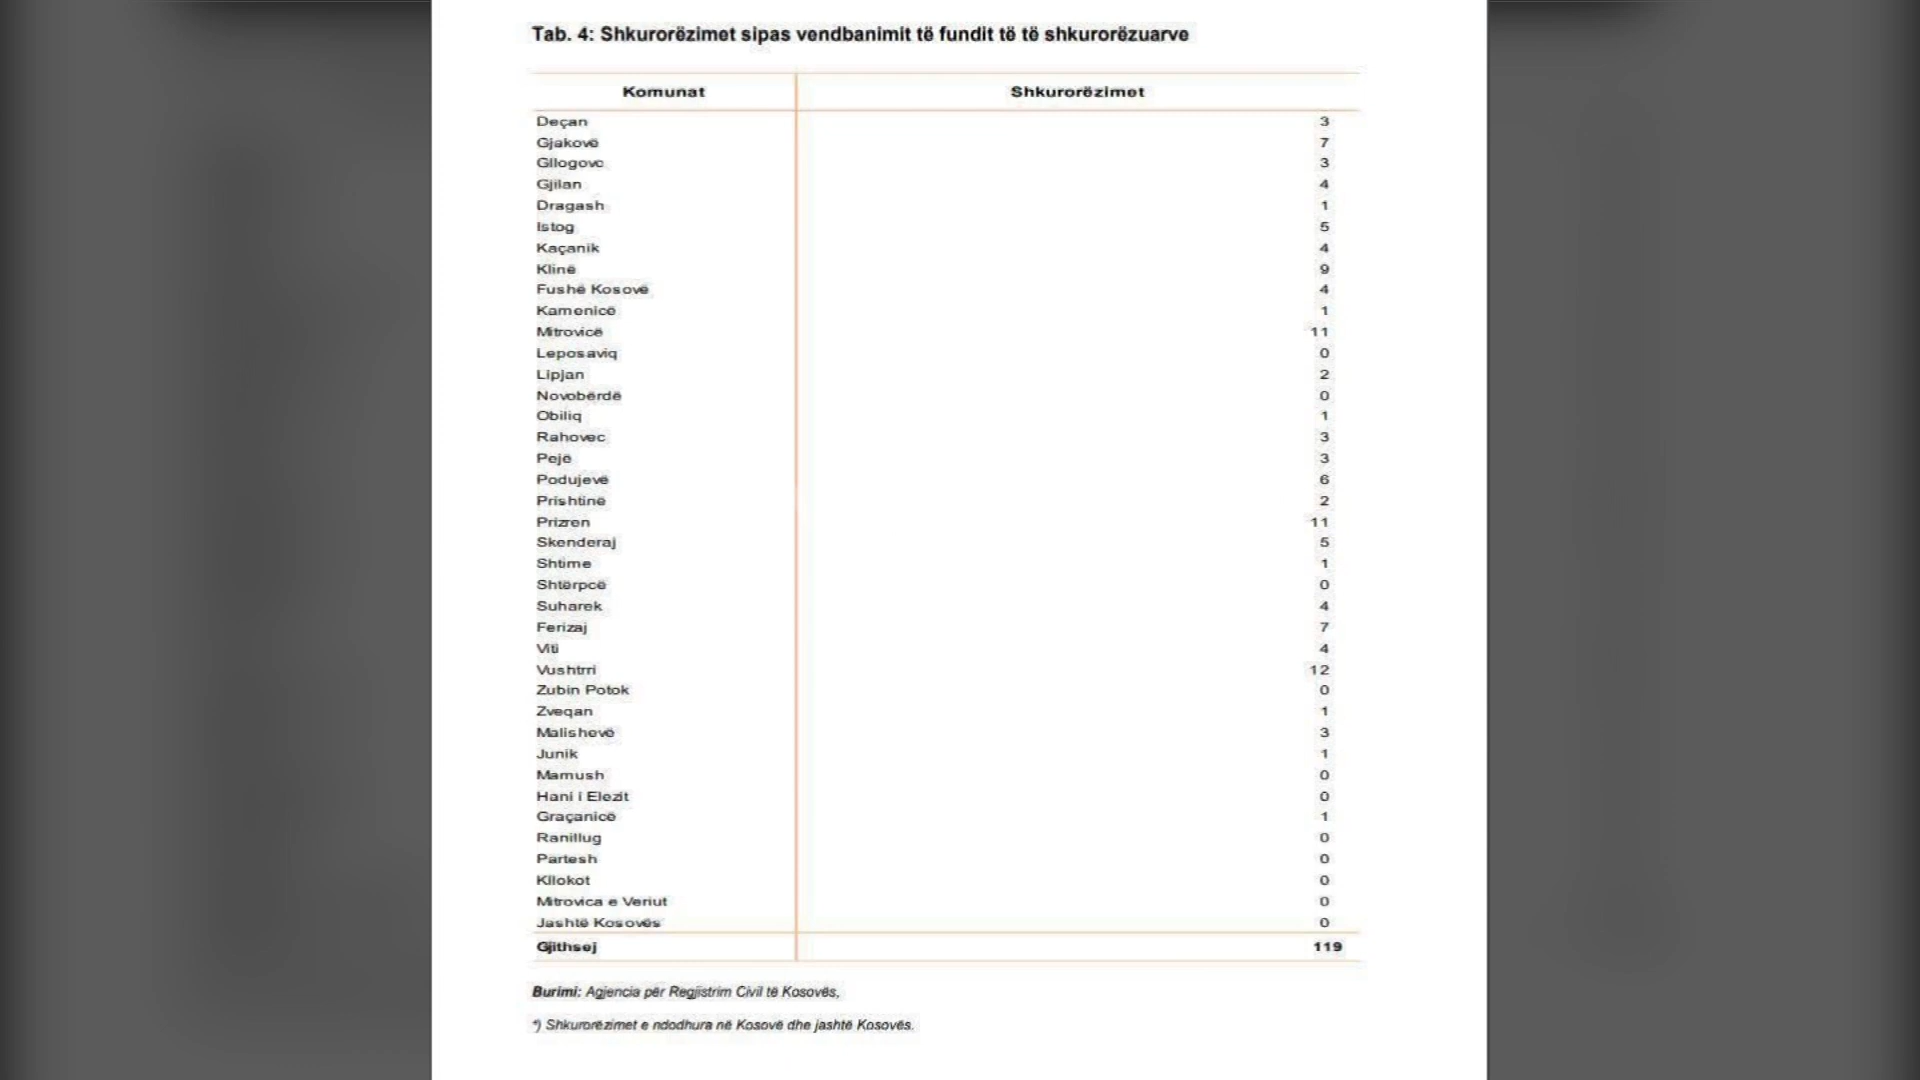 Tab. 4: Shkurorëzimet sipas vendbanimit të fundit të të shkurorëzuarve
Komunat Shkurorëzimet
Deçan 3
Gjakovë 7
Gllogovc 3
Gjilan 4
Dragash 1
Istog 5
Kaçanik 4
Klinë 9
Fushë Kosovë 4
Kamenicë 1
Mitrovicë 11
Leposaviq 0
Lipjan 2
Novobërdë 0
Obiliq 1
Rahovec 3
Pejë 3
Podujevë 6
Prishtinë 2
Prizren 11
Skenderaj 5
Shtime 1
Shtërpcë 0
Suharek 4
Ferizaj 7
Viti 4
Vushtrri 12
Zubin Potok 0
Zveqan 1
Malishevë 3
Junik 1
Mamush 0
Hani i Elezit 0
Graçanicë 1
Ranillug 0
Partesh 0
Kllokot 0
Mitrovica e Veriut 0
Jashtë Kosovës 0
Gjithsej 119
Burimi: Agjencia për Regjistrim Civil të Kosovës,
*) Shkurorëzimet e ndodhura në Kosovë dhe jashtë Kosovës.